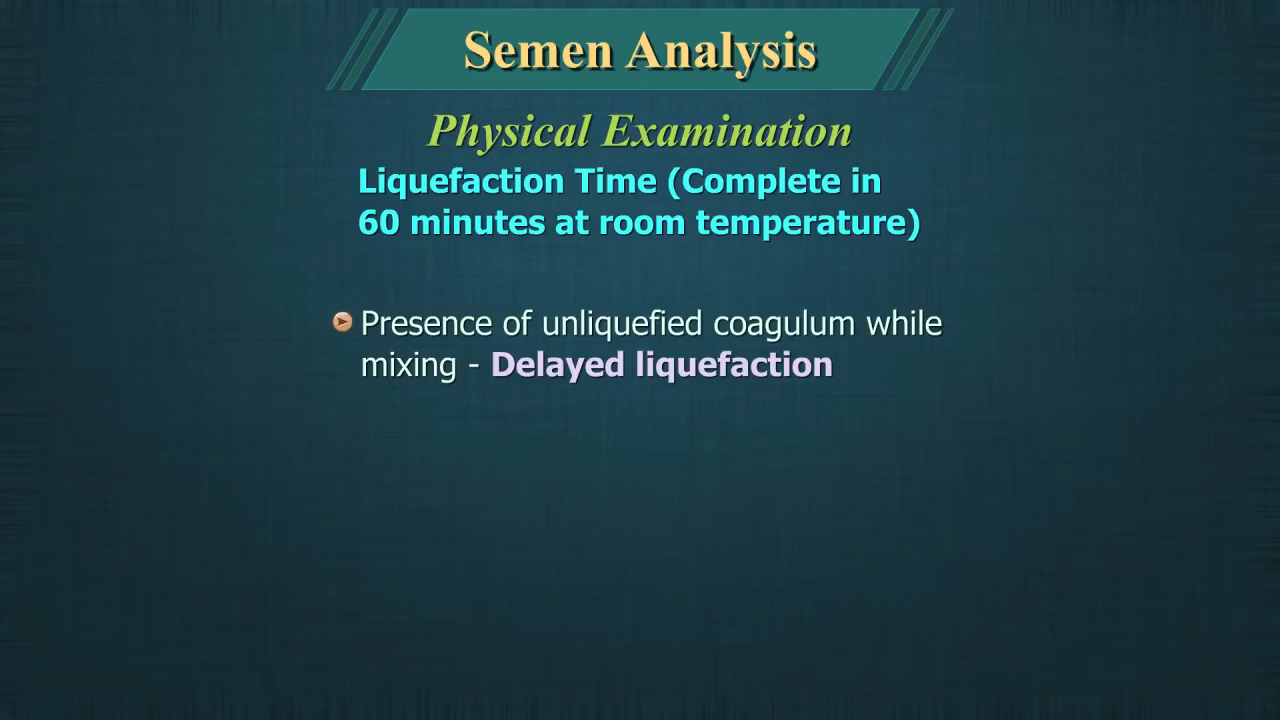 Semen Analysis
Physical Examination
Liquefaction Time (Complete in
60 minutes at room temperature)
Presence of unliquefied coagulum while
mixing - Delayed liquefaction